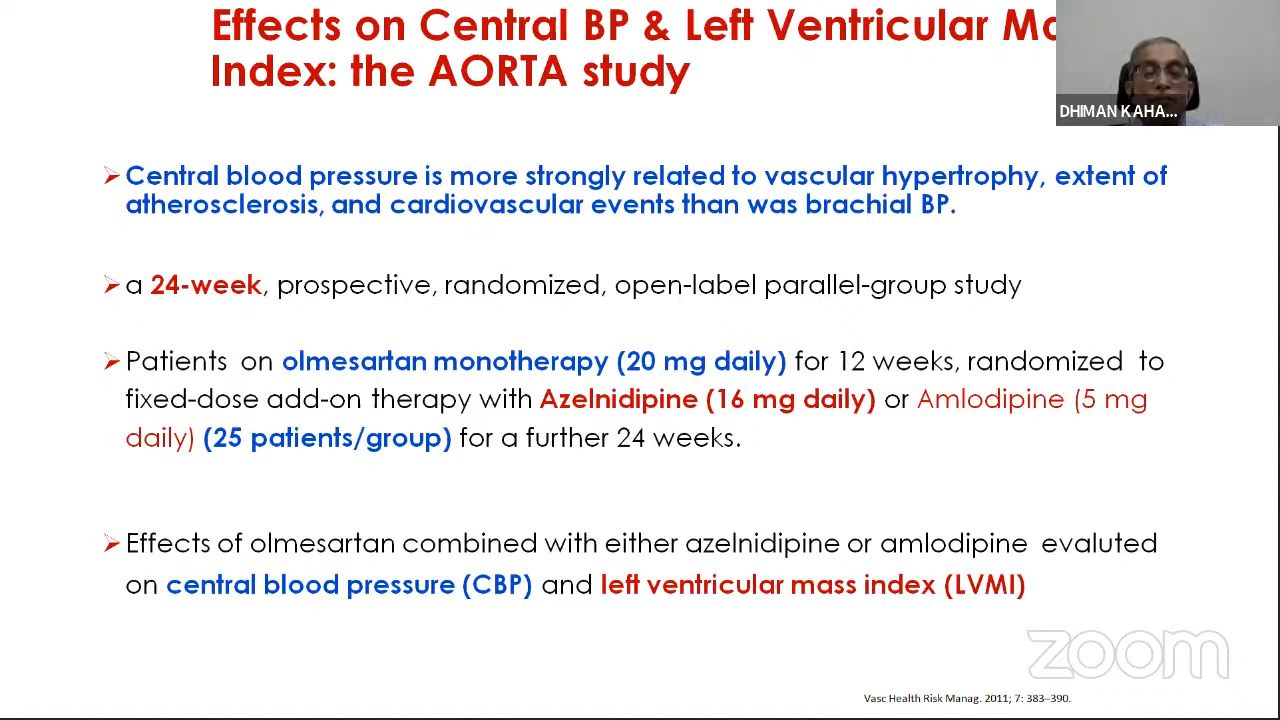 Effects on Central BP & Left Ventricular
Index: the AORTA study
DHIMAN KAHA...
➢ Central blood pressure is more strongly related to vascular hypertrophy, extent of
atherosclerosis, and cardiovascular events than was brachial BP.
➢ a 24-week, prospective, randomized, open-label parallel-group study
➢ Patients on olmesartan monotherapy (20 mg daily) for 12 weeks, randomized to
fixed-dose add-on therapy with Azelnidipine (16 mg daily) or Amlodipine (5 mg
daily) (25 patients/group) for a further 24 weeks.
➢ Effects of olmesartan combined with either azelnidipine or amlodipine evaluted
on central blood pressure (CBP) and left ventricular mass index (LVMI)
zoom
Vasc Health Risk Manag. 2011; 7: 383–390.